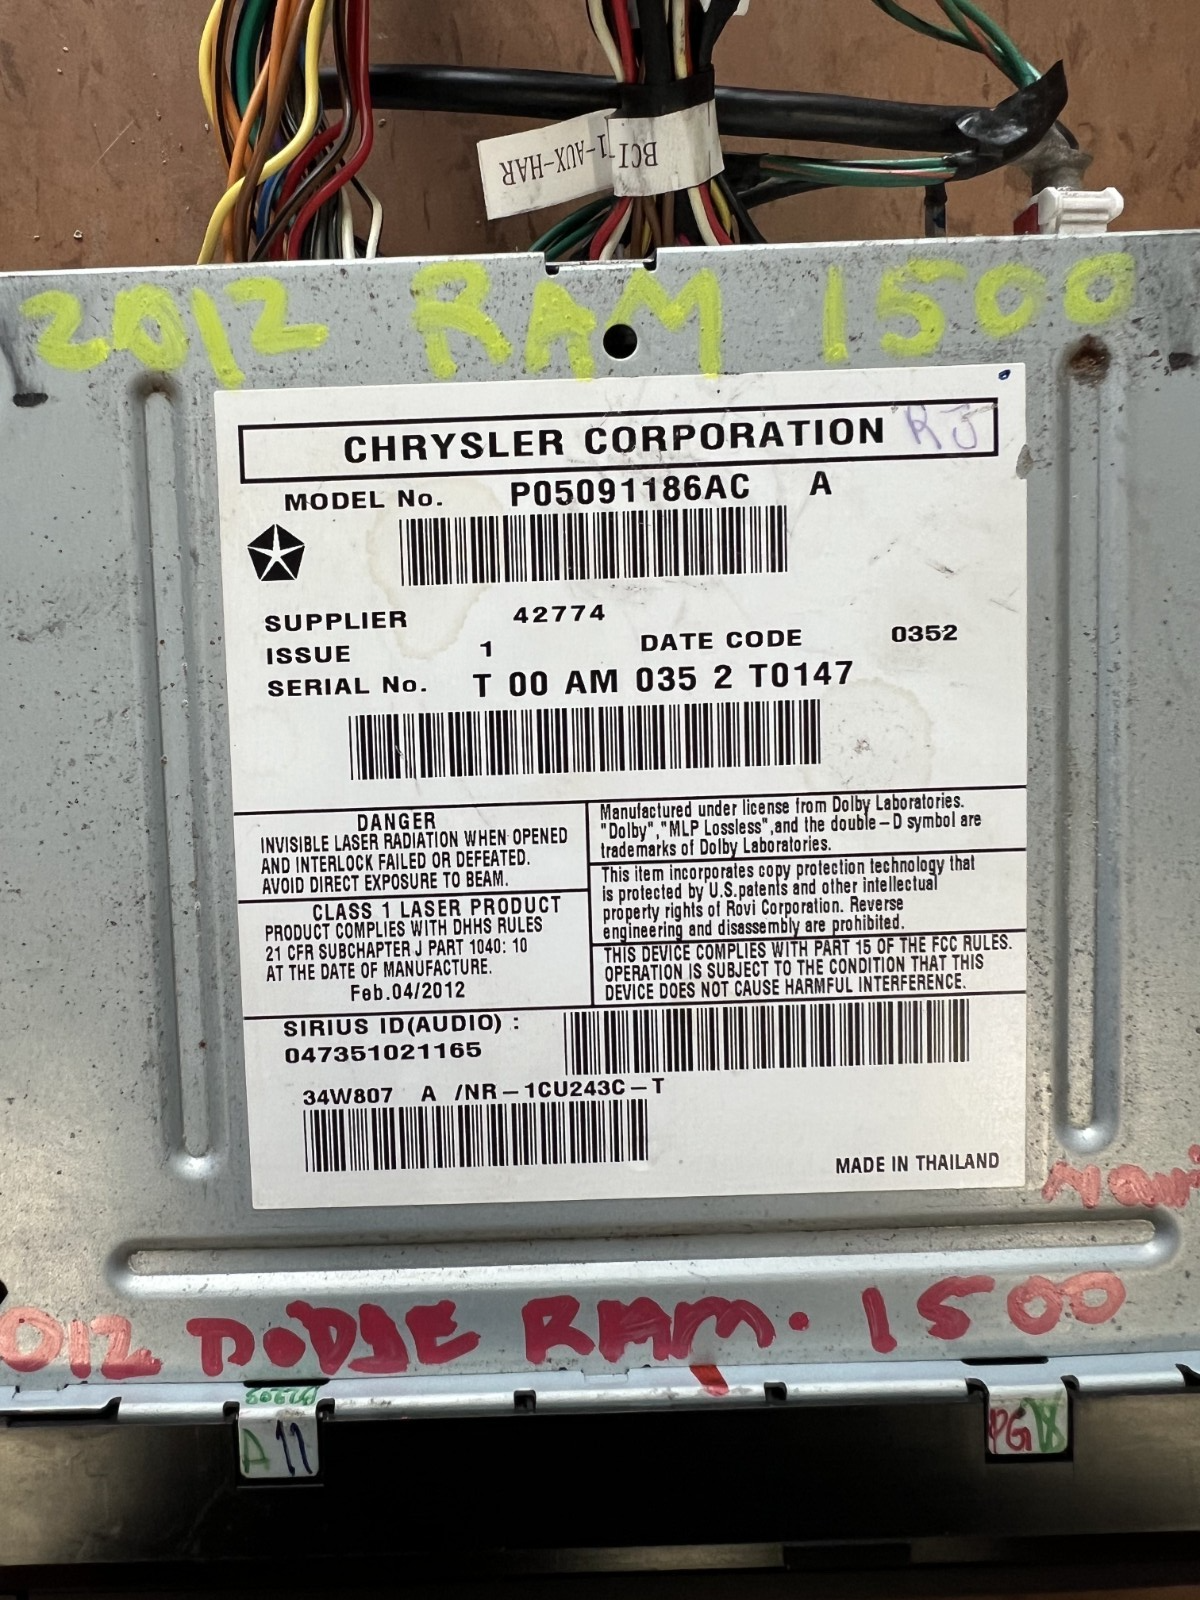 BCI
1-AUX-HAR
2012 RAM 1500
CHRYSLER CORPORATION RJ
MODEL No. P05091186AC A
SUPPLIER 42774
ISSUE 1 DATE CODE 0352
SERIAL No. T 00 AM 035 2 T0147
DANGER
INVISIBLE LASER RADIATION WHEN OPENED
AND INTERLOCK FAILED OR DEFEATED.
AVOID DIRECT EXPOSURE TO BEAM.
CLASS 1 LASER PRODUCT
PRODUCT COMPLIES WITH DHHS RULES
21 CFR SUBCHAPTER J PART 1040: 10
AT THE DATE OF MANUFACTURE.
Feb.04/2012
Manufactured under license from Dolby Laboratories.
"Dolby","MLP Lossless",and the double-D symbol are
trademarks of Dolby Laboratories.
This item incorporates copy protection technology that
is protected by U.S.patents and other intellectual
property rights of Rovi Corporation. Reverse
engineering and disassembly are prohibited.
THIS DEVICE COMPLIES WITH PART 15 OF THE FCC RULES.
OPERATION IS SUBJECT TO THE CONDITION THAT THIS
DEVICE DOES NOT CAUSE HARMFUL INTERFERENCE.
SIRIUS ID(AUDIO) :
047351021165
34W807 A /NR-1CU243C-T
MADE IN THAILAND
012 DODGE RAM. 1500
A 11